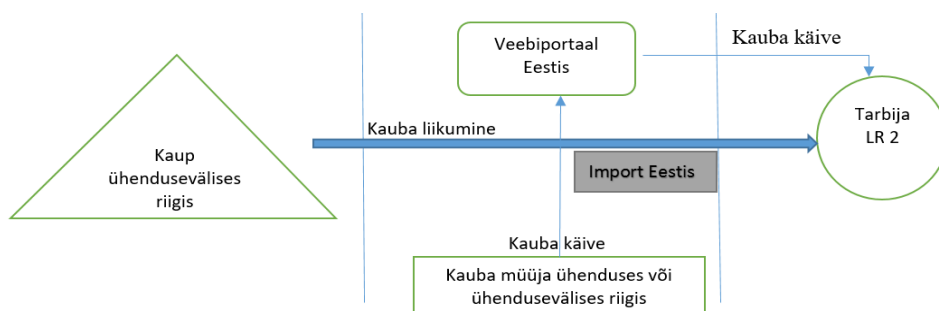 Veebiportaal
Eestis
Kauba käive
Kauba liikumine
Kaup
ühendusevälises
riigis
Import Eestis
Tarbija
LR 2
Kauba käive
Kauba müüja ühenduses või
ühendusevälises riigis